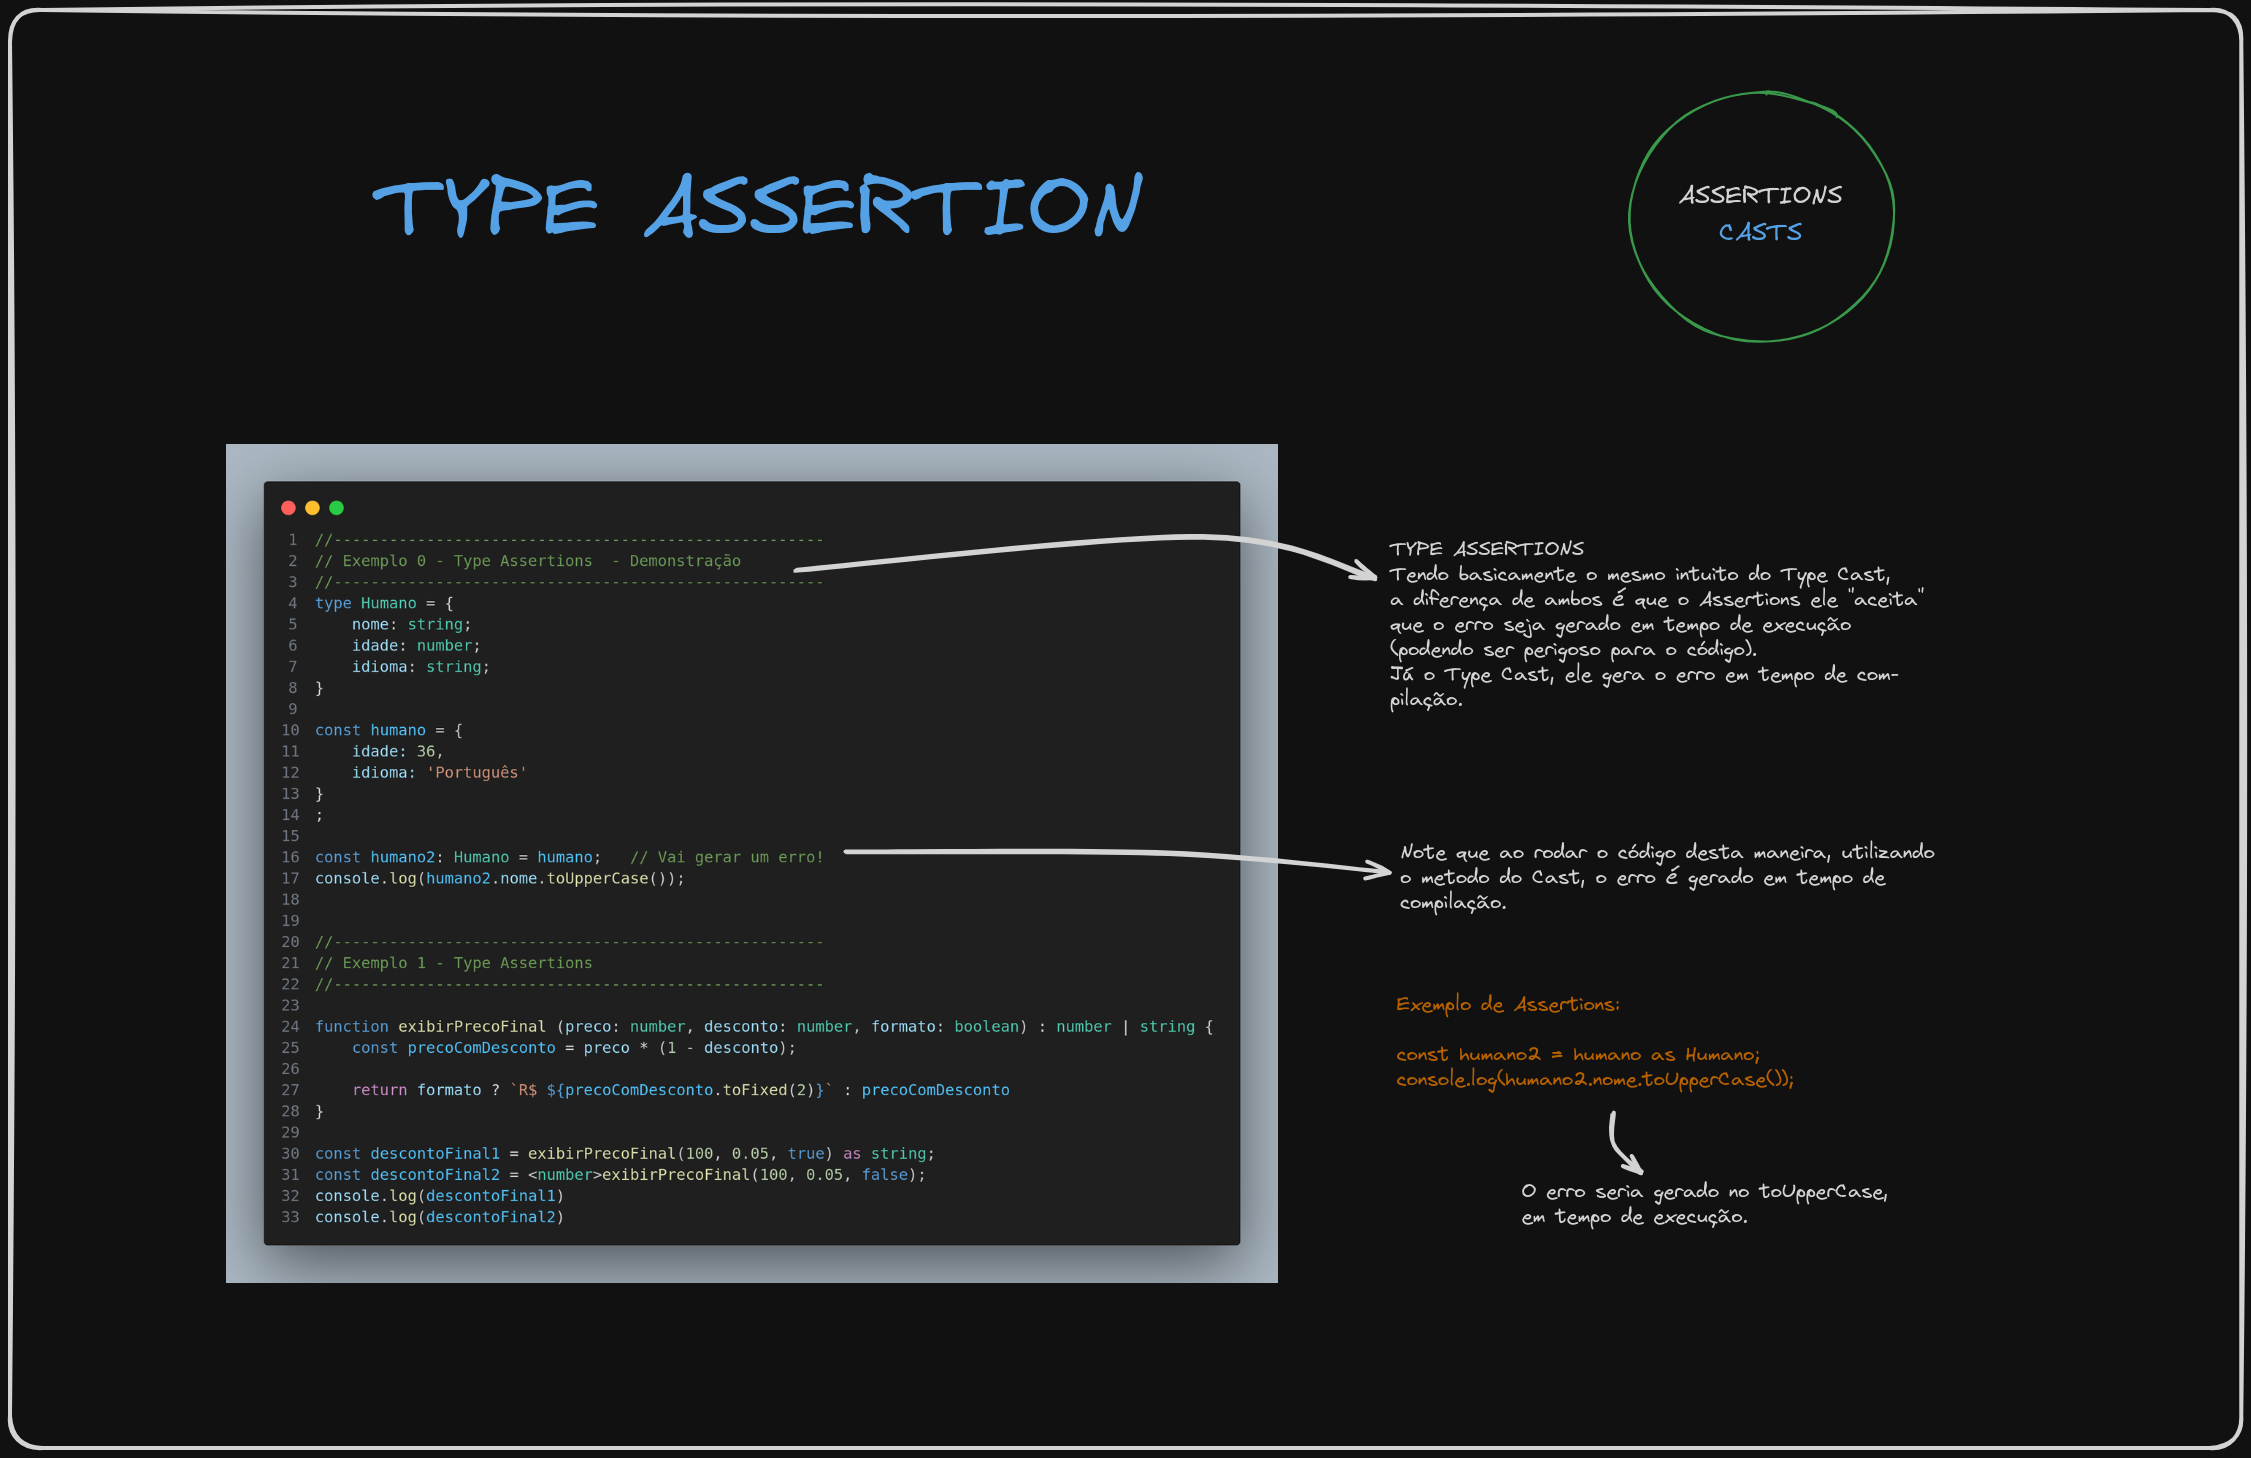 TYPE ASSERTION
ASSERTIONS
CASTS
1 //-----------------------------------------------------
2 // Exemplo 0 - Type Assertions  - Demonstração
3 //-----------------------------------------------------
4 type Humano = {
5     nome: string;
6     idade: number;
7     idioma: string;
8 }
9
10 const humano = {
11     idade: 36,
12     idioma: 'Português'
13 }
14 ;
15
16 const humano2: Humano = humano;   // Vai gerar um erro!
17 console.log(humano2.nome.toUpperCase());
18
19
20 //-----------------------------------------------------
21 // Exemplo 1 - Type Assertions
22 //-----------------------------------------------------
23
24 function exibirPrecoFinal (preco: number, desconto: number, formato: boolean) : number | string {
25     const precoComDesconto = preco * (1 - desconto);
26
27     return formato ? `R$ ${precoComDesconto.toFixed(2)}` : precoComDesconto
28 }
29
30 const descontoFinal1 = exibirPrecoFinal(100, 0.05, true) as string;
31 const descontoFinal2 = <number>exibirPrecoFinal(100, 0.05, false);
32 console.log(descontoFinal1)
33 console.log(descontoFinal2)
TYPE ASSERTIONS
Tendo basicamente o mesmo intuito do Type Cast,
a diferença de ambos é que o Assertions ele "aceita"
que o erro seja gerado em tempo de execução
(podendo ser perigoso para o código).
Já o Type Cast, ele gera o erro em tempo de com-
pilação.
Note que ao rodar o código desta maneira, utilizando
o metodo do Cast, o erro é gerado em tempo de
compilação.
Exemplo de Assertions:
const humano2 = humano as Humano;
console.log(humano2.nome.toUpperCase());
O erro seria gerado no toUpperCase,
em tempo de execução.